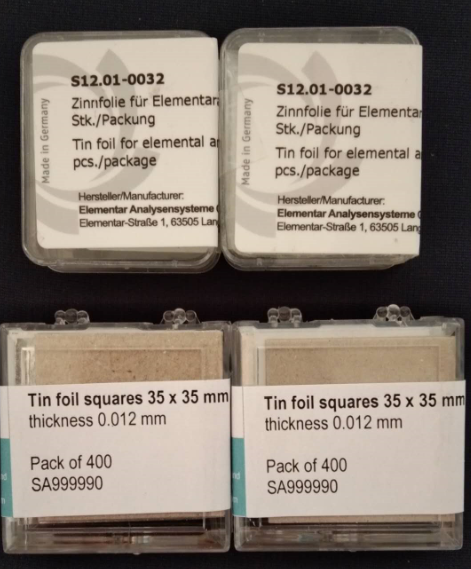 S12.01-0032
Zinnfolie für Elementar
Stk./Packung
Tin foil for elemental a
pcs./package
Hersteller/Manufacturer:
Elementar Analysensysteme
Elementar-Straße 1, 63505 Lan
Made in Germany
S12.01-0032
Zinnfolie für Elementar
Stk./Packung
Tin foil for elemental a
pcs./package
Hersteller/Manufacturer:
Elementar Analysensysteme G
Elementar-Straße 1, 63505 Lang
Made in Germany
Tin foil squares 35 x 35 mm
thickness 0.012 mm
Pack of 400
SA999990
Tin foil squares 35 x 35 mm
thickness 0.012 mm
Pack of 400
SA999990